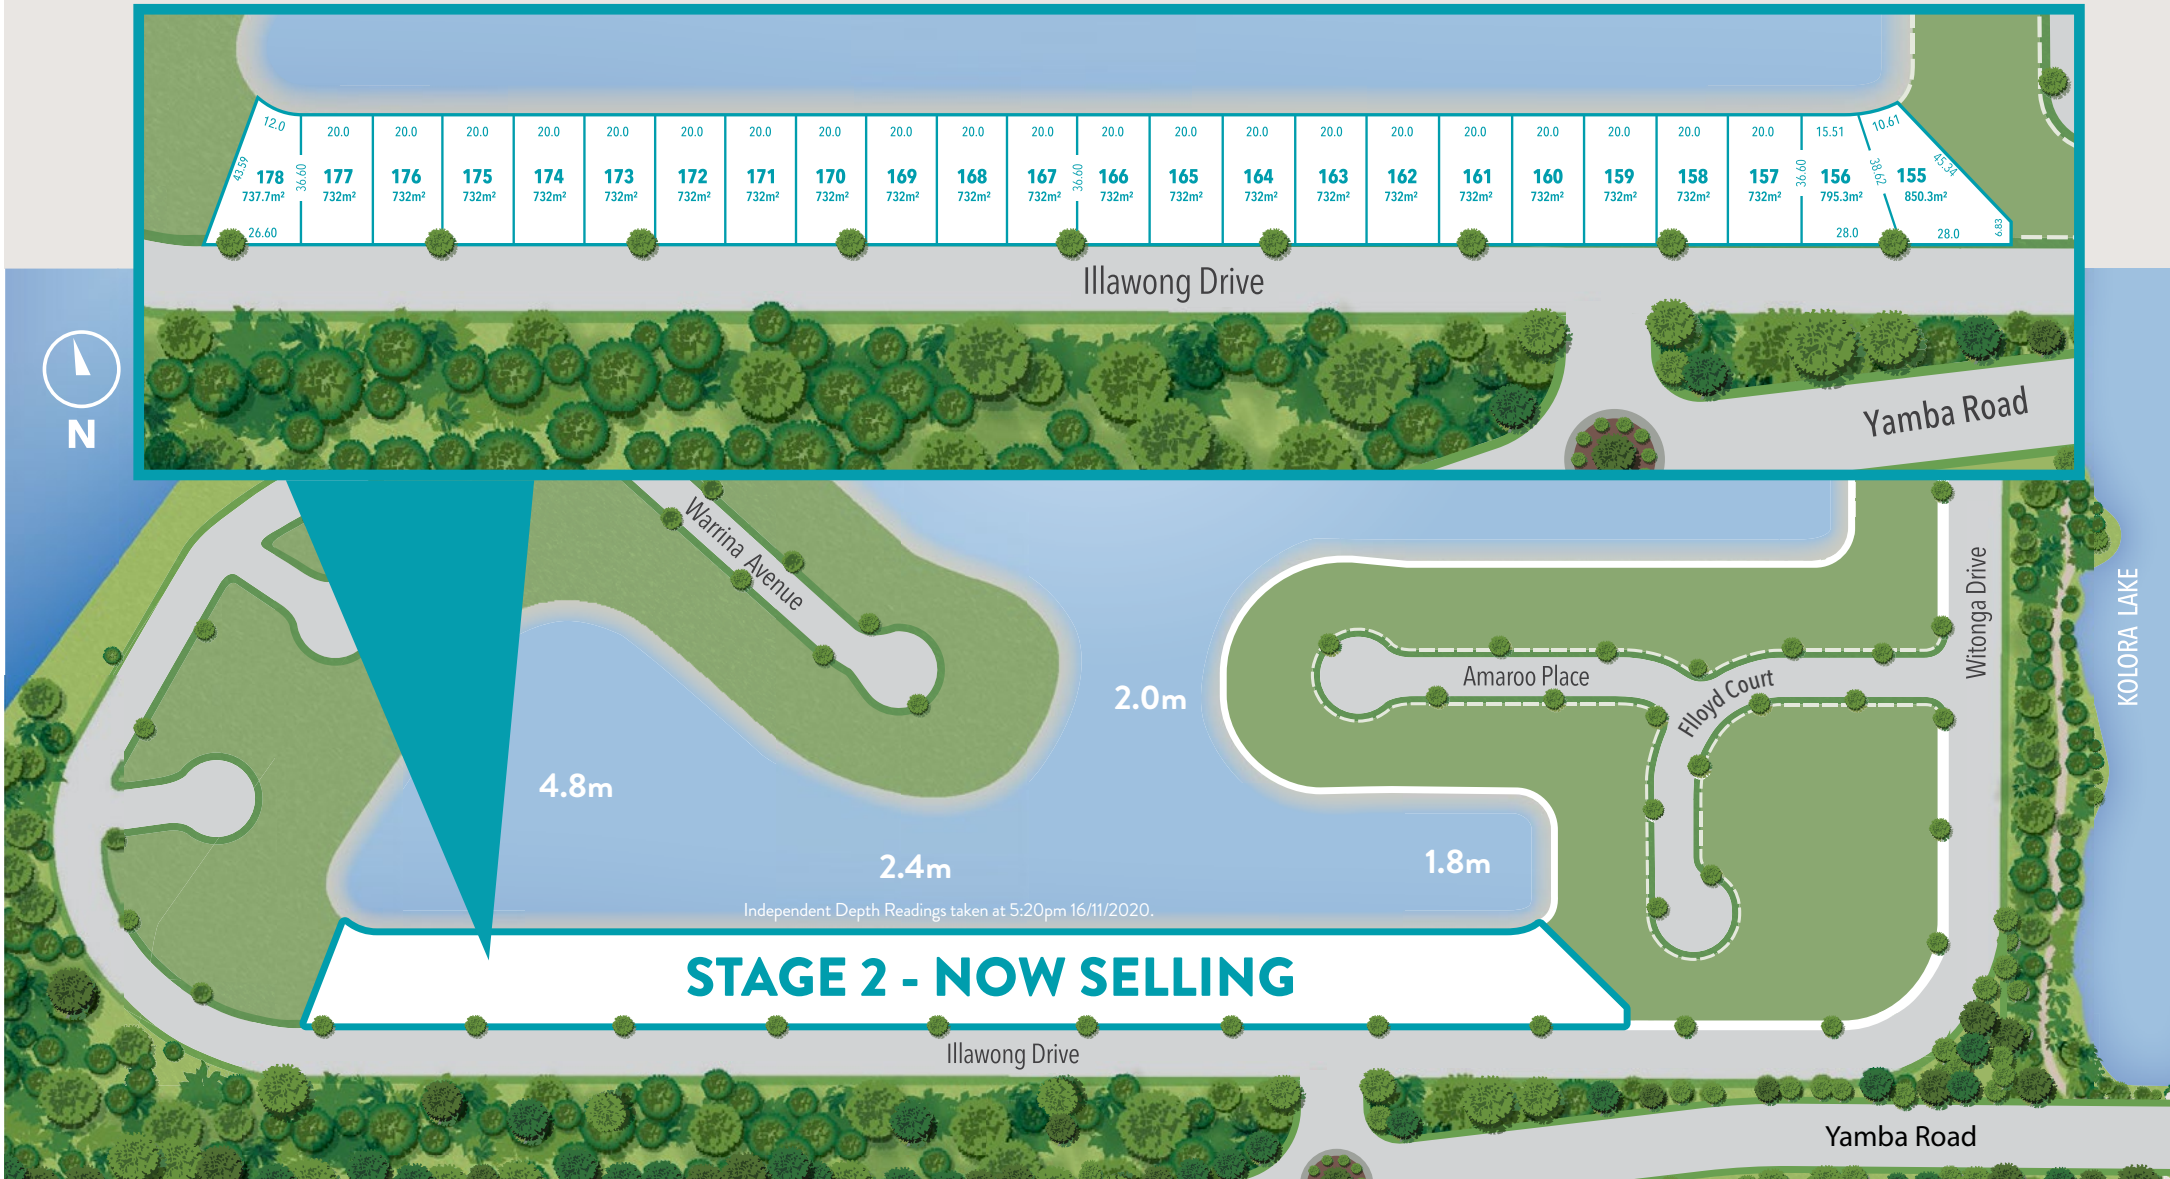 12.0 20.0 20.0 20.0 20.0 20.0 20.0 20.0 20.0 20.0 20.0 20.0 20.0 20.0 20.0 20.0 20.0 20.0 20.0 20.0 20.0 20.0 15.51 10.61
43.59 36.60 36.60 36.60 38.62 45.34
178 177 176 175 174 173 172 171 170 169 168 167 166 165 164 163 162 161 160 159 158 157 156 155
737.7m² 732m² 732m² 732m² 732m² 732m² 732m² 732m² 732m² 732m² 732m² 732m² 732m² 732m² 732m² 732m² 732m² 732m² 732m² 732m² 732m² 732m² 795.3m² 850.3m²
26.60 28.0 28.0 6.83
Illawong Drive
Yamba Road
N
Warrina Avenue
Witonga Drive
KOLORA LAKE
Amaroo Place
Flloyd Court
2.0m
4.8m
2.4m
1.8m
Independent Depth Readings taken at 5:20pm 16/11/2020.
STAGE 2 - NOW SELLING
Illawong Drive
Yamba Road